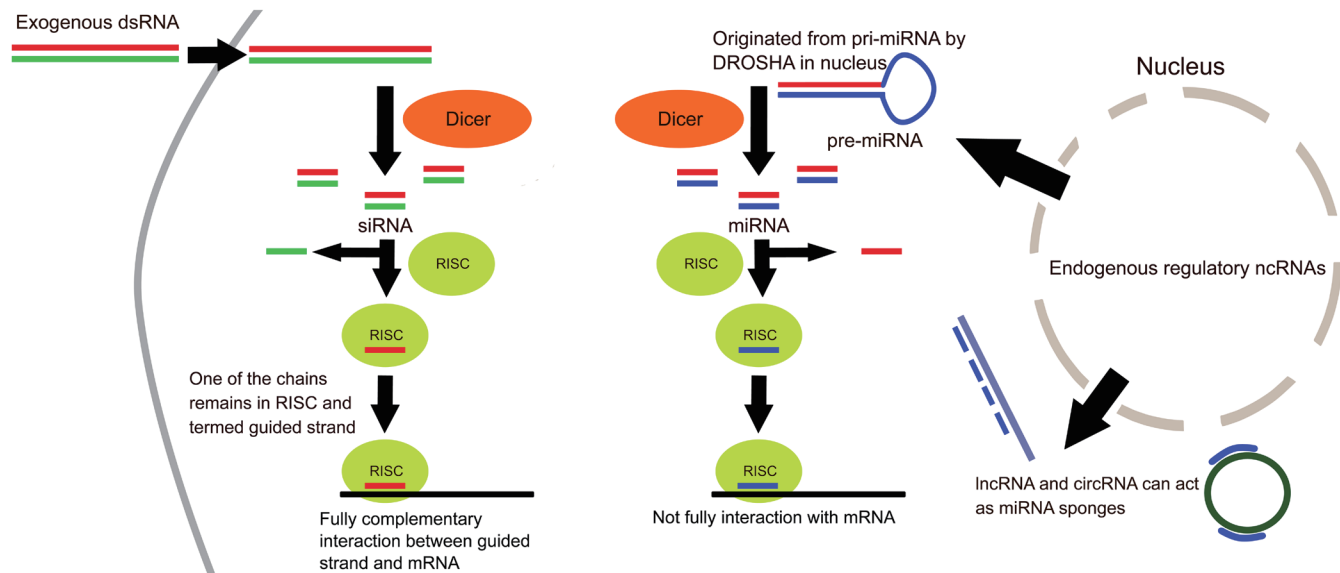 Exogenous dsRNA
Originated from pri-miRNA by
DROSHA in nucleus
Nucleus
Dicer
Dicer
pre-miRNA
siRNA
miRNA
RISC
RISC
Endogenous regulatory ncRNAs
RISC
RISC
One of the chains
remains in RISC and
termed guided strand
RISC
RISC
lncRNA and circRNA can act
as miRNA sponges
Fully complementary
interaction between guided
strand and mRNA
Not fully interaction with mRNA